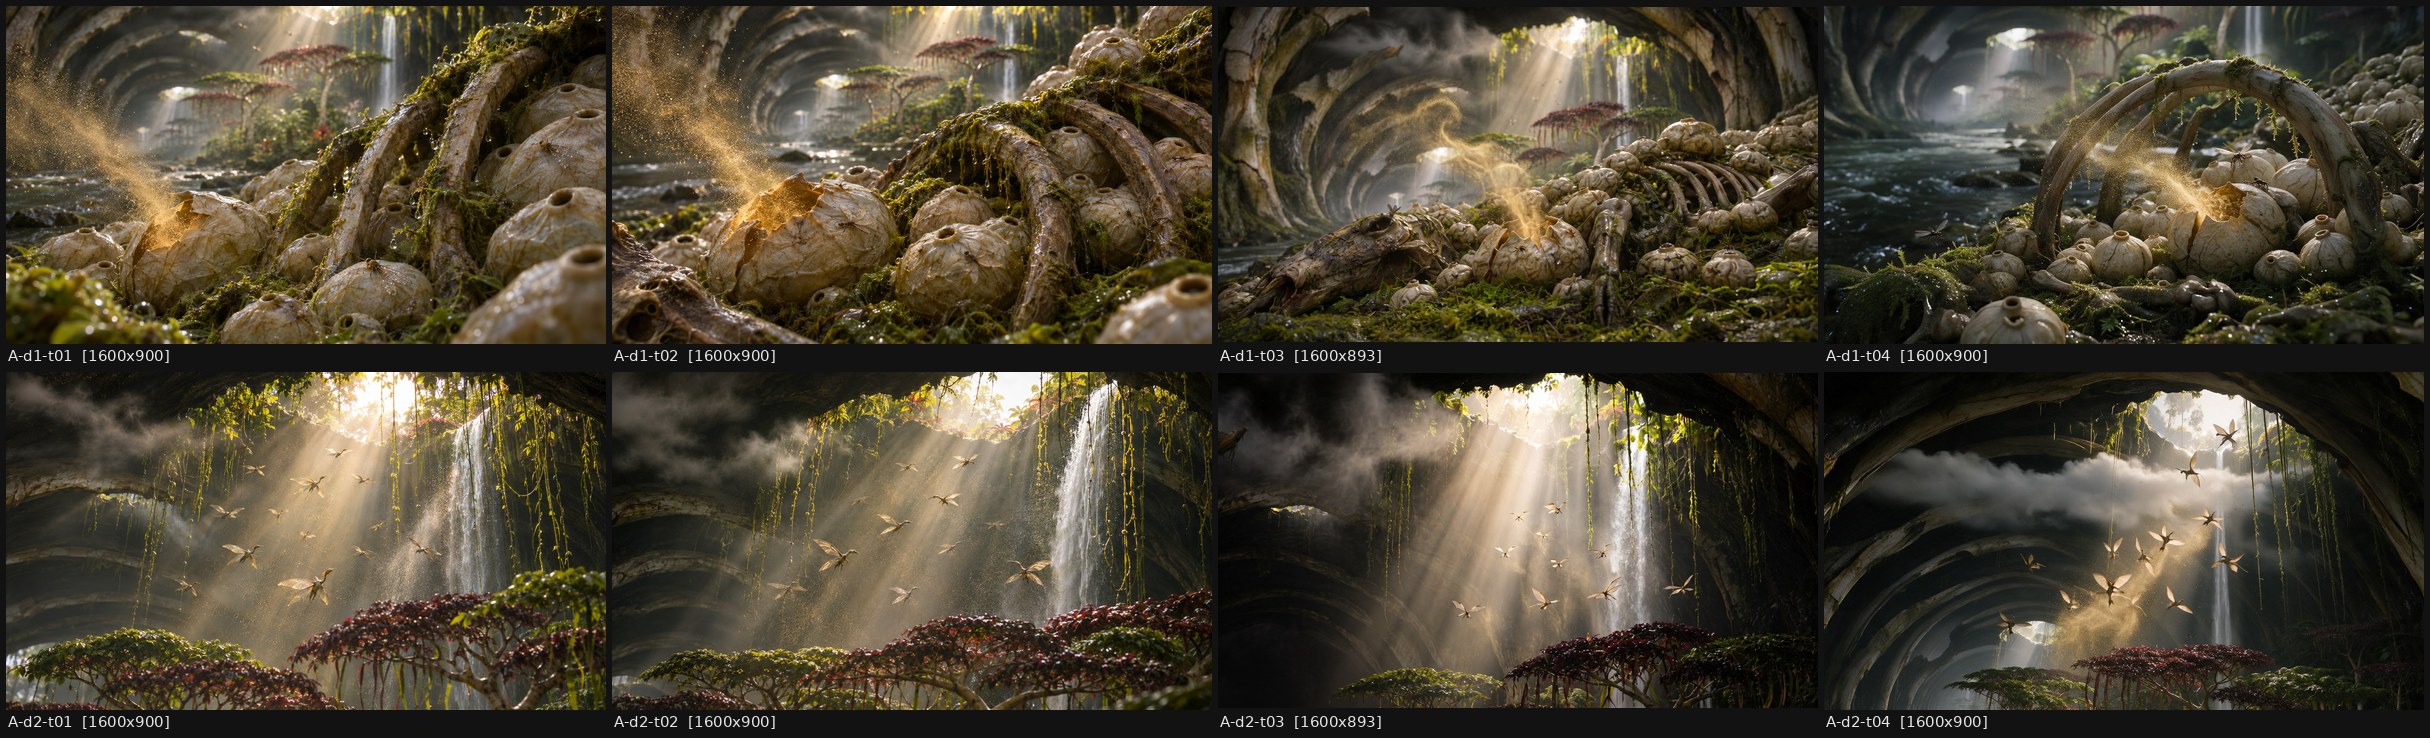 A-d1-t01 [1600x900]
A-d1-t02 [1600x900]
A-d1-t03 [1600x893]
A-d1-t04 [1600x900]
A-d2-t01 [1600x900]
A-d2-t02 [1600x900]
A-d2-t03 [1600x893]
A-d2-t04 [1600x900]